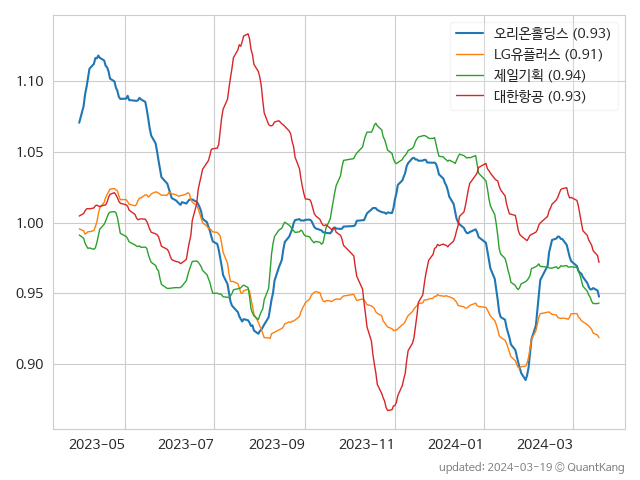 오리온홀딩스 (0.93)
LG유플러스 (0.91)
제일기획 (0.94)
대한항공 (0.93)
1.10
1.05
1.00
0.95
0.90
2023-05 2023-07 2023-09 2023-11 2024-01 2024-03
updated: 2024-03-19 © QuantKang